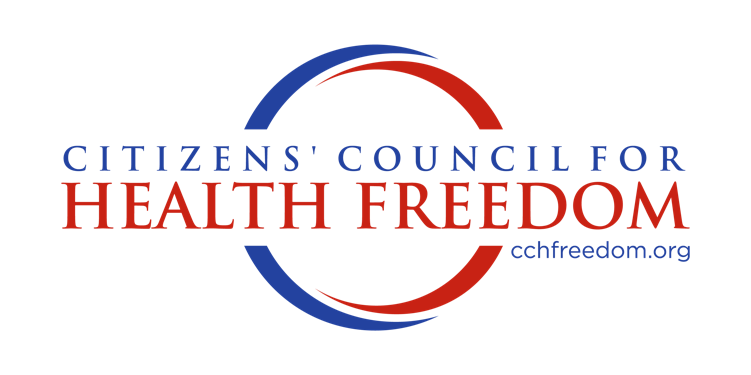 CITIZENS' COUNCIL FOR
HEALTH FREEDOM
cchfreedom.org